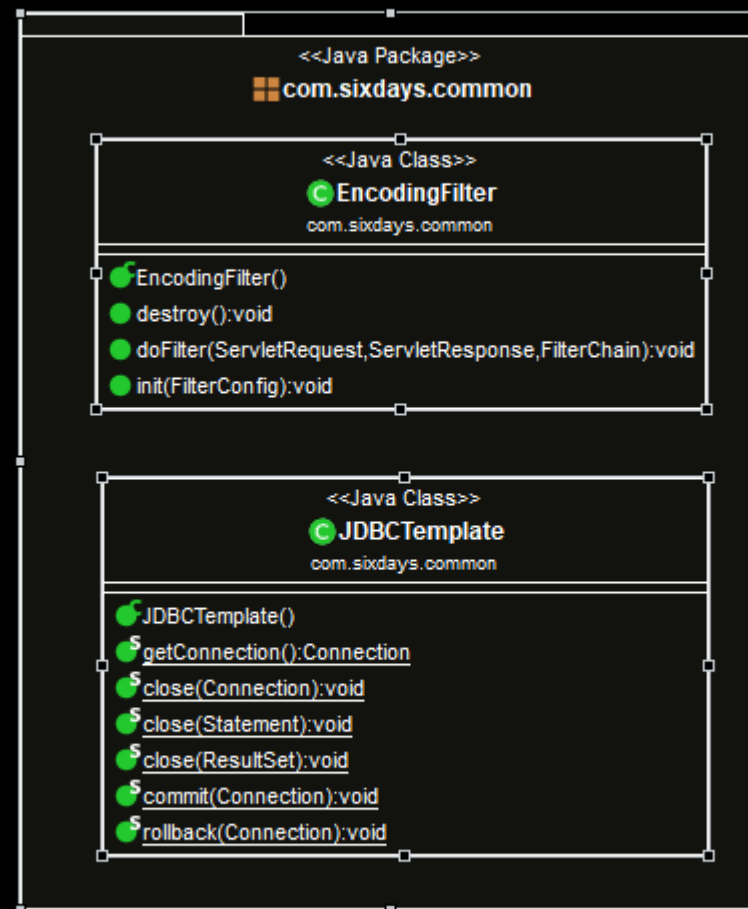 <<Java Package>>
com.sixdays.common
<<Java Class>>
C EncodingFilter
com.sixdays.common
C EncodingFilter()
destroy():void
doFilter(ServletRequest,ServletResponse,FilterChain):void
init(FilterConfig):void
<<Java Class>>
C JDBCTemplate
com.sixdays.common
C JDBCTemplate()
S getConnection():Connection
S close(Connection):void
S close(Statement):void
S close(ResultSet):void
S commit(Connection):void
S rollback(Connection):void